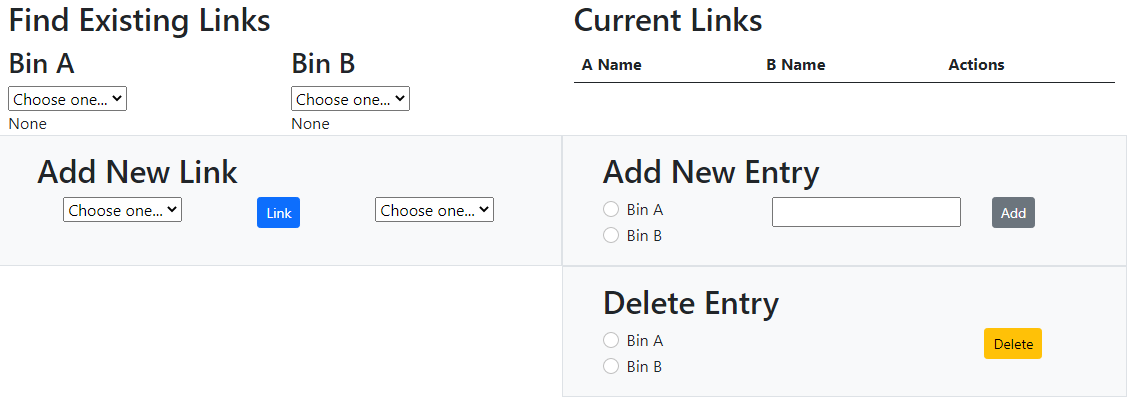 Find Existing Links
Bin A
Bin B
Choose one...
Choose one...
None
None
Current Links
A Name B Name Actions
Add New Link
Choose one... Link Choose one...
Add New Entry
Bin A
Bin B
Add
Delete Entry
Bin A
Bin B
Delete